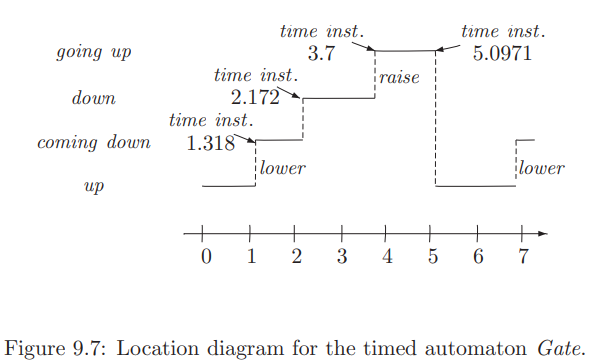 time inst.
time inst.
going up
3.7
5.0971
time inst.
raise
down
2.172
time inst.
coming down
1.318
lower
lower
up
0 1 2 3 4 5 6 7
Figure 9.7: Location diagram for the timed automaton Gate.